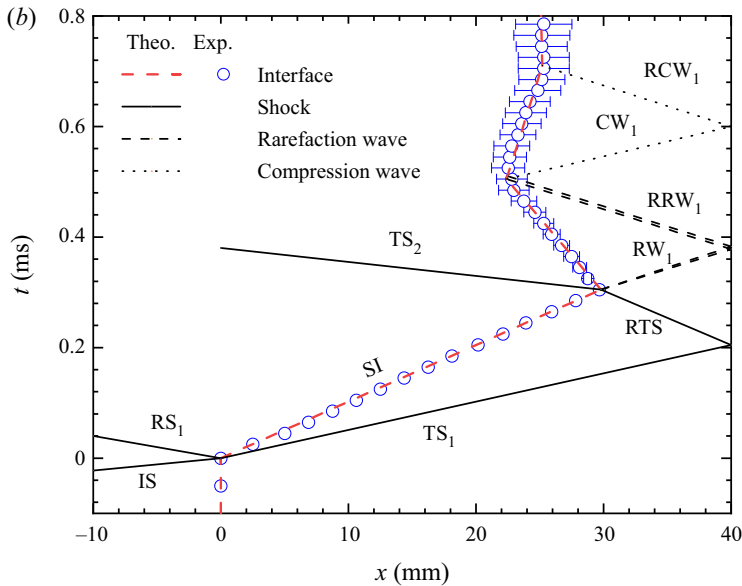 (b)
0.8
Theo. Exp.
Interface
Shock
Rarefaction wave
Compression wave
RCW1
0.6
CW1
RRW1
0.4
TS2
RW1
t (ms)
RTS
0.2
SI
RS1
TS1
0
IS
–10 0 10 20 30 40
x (mm)